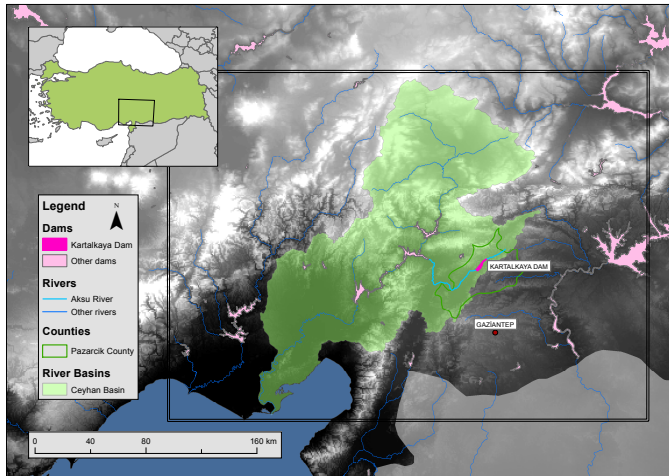 Legend
N
Dams
Kartalkaya Dam
Other dams
Rivers
Aksu River
Other rivers
Counties
Pazarcik County
River Basins
Ceyhan Basin
KARTALKAYA DAM
GAZİANTEP
0 40 80 160 km